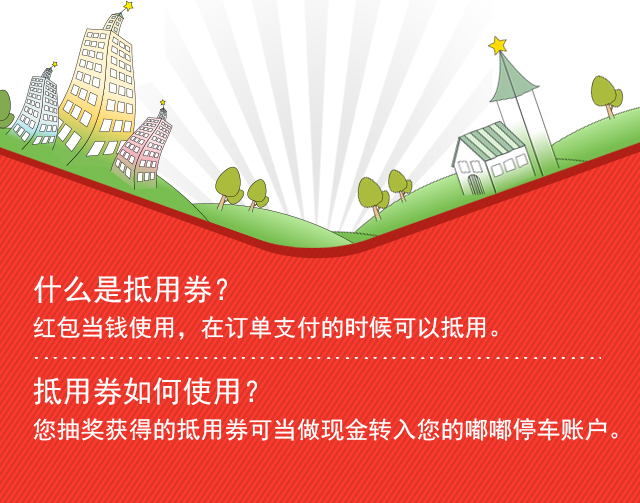 什么是抵用券？
红包当钱使用，在订单支付的时候可以抵用。
抵用券如何使用？
您抽奖获得的抵用券可当做现金转入您的嘟嘟停车账户。